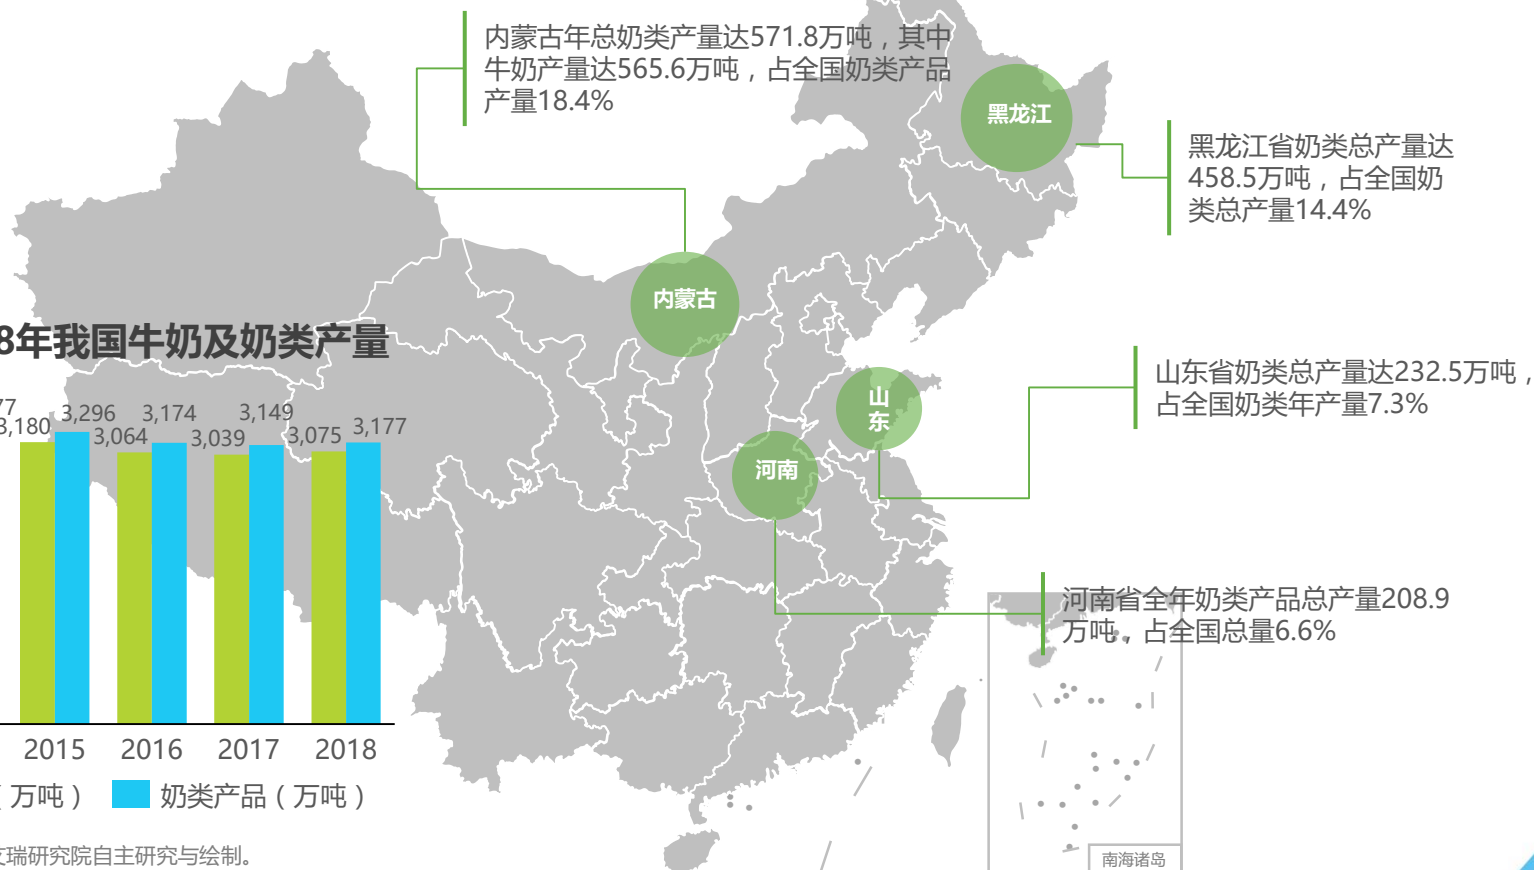 内蒙古年总奶类产量达571.8万吨，其中
牛奶产量达565.6万吨，占全国奶类产品
产量18.4%
黑龙江
黑龙江省奶类总产量达
458.5万吨，占全国奶
类总产量14.4%
内蒙古
8年我国牛奶及奶类产量
山东省奶类总产量达232.5万吨，
占全国奶类年产量7.3%
山
东
77
3,180
3,296
3,064
3,174
3,039
3,149
3,075
3,177
河南
河南省全年奶类产品总产量208.9
万吨，占全国总量6.6%
2015
2016
2017
2018
（万吨）
奶类产品（万吨）
艾瑞研究院自主研究与绘制。
南海诸岛